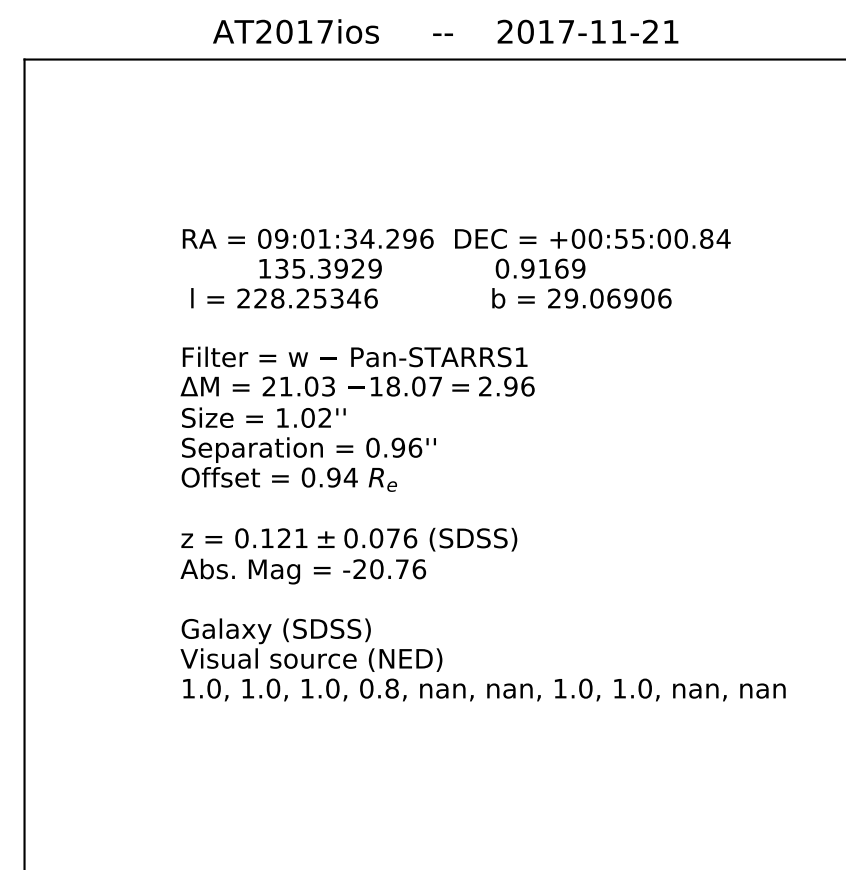 AT2017ios -- 2017-11-21
RA = 09:01:34.296 DEC = +00:55:00.84
135.3929 0.9169
l = 228.25346 b = 29.06906
Filter = w − Pan-STARRS1
ΔM = 21.03 −18.07 = 2.96
Size = 1.02''
Separation = 0.96''
Offset = 0.94 Rₑ
z = 0.121 ± 0.076 (SDSS)
Abs. Mag = -20.76
Galaxy (SDSS)
Visual source (NED)
1.0, 1.0, 1.0, 0.8, nan, nan, 1.0, 1.0, nan, nan